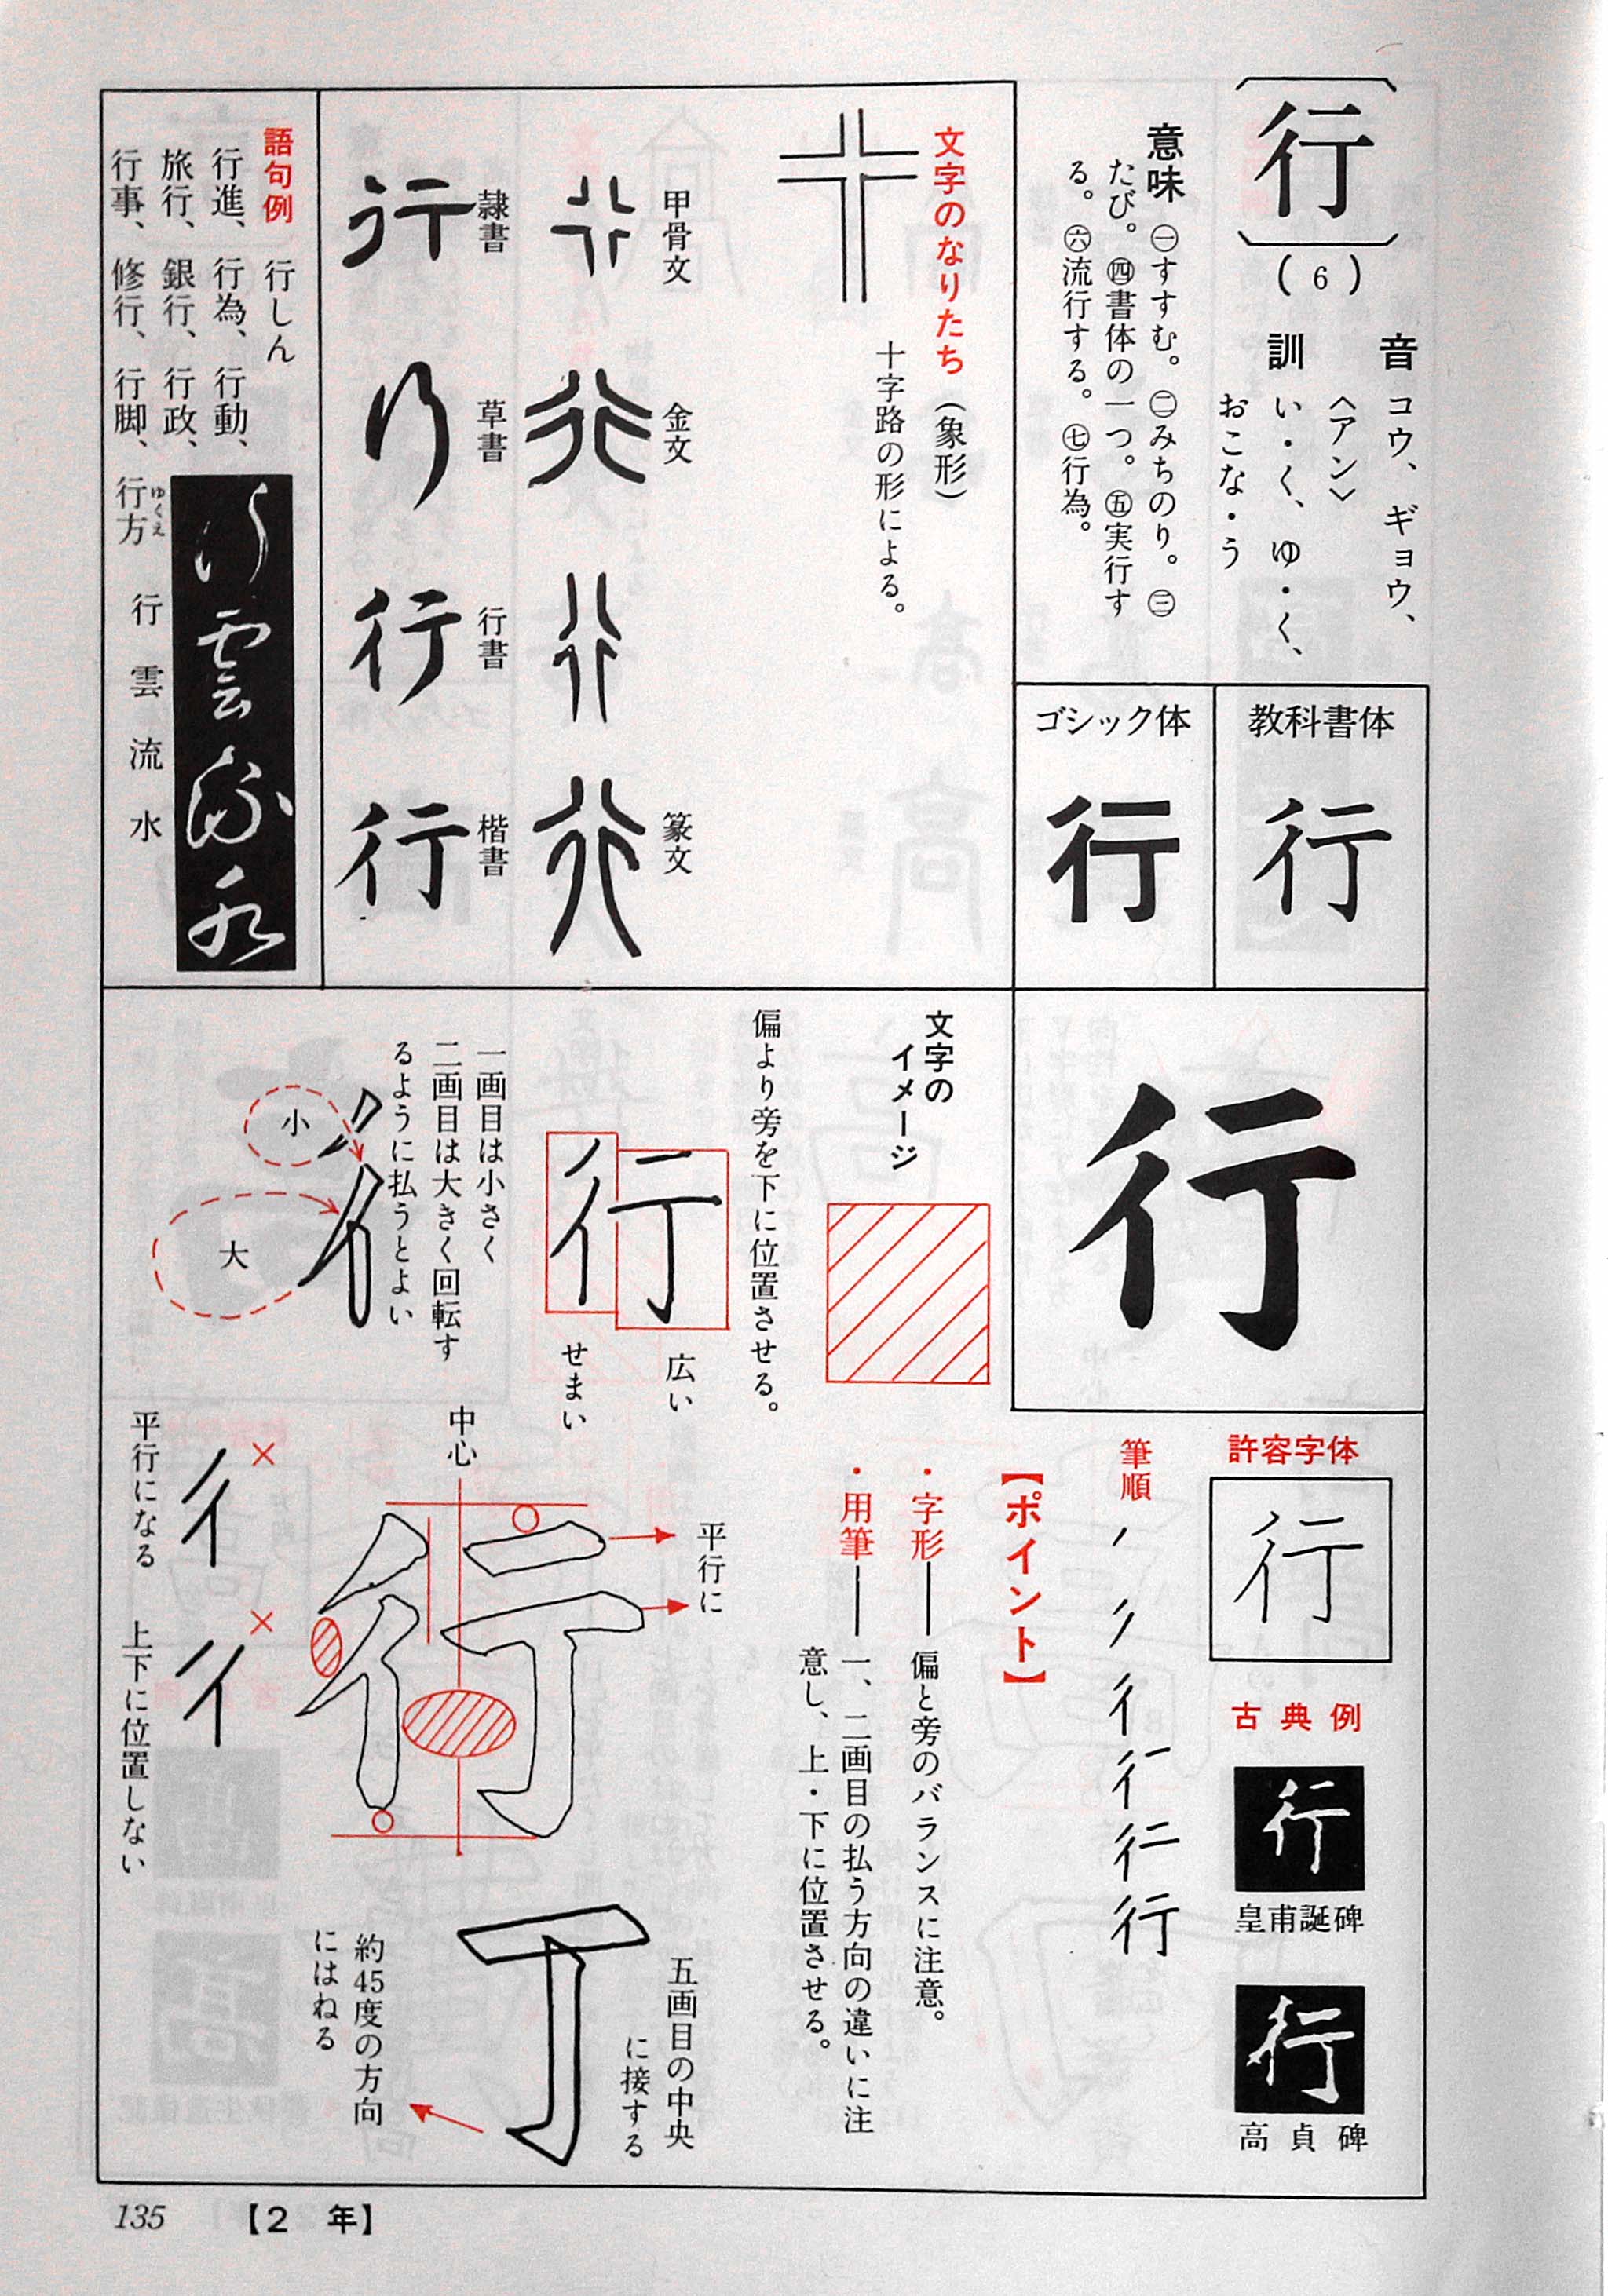 行
(6)
音 コウ、ギョウ、
〈アン〉
訓 い・く、ゆ・く、
おこな・う
意味 ㊀すすむ。㊁みちのり。㊂
たび。㊃書体の一つ。㊄実行す
る。㊅流行する。㊆行為。
教科書体
行
ゴシック体
行
文字のなりたち(象形)
十字路の形による。
甲骨文
金文
篆文
隷書
行
草書
行
行書
行
楷書
行
語句例 行しん
行進、行為、行動、
旅行、銀行、行政、
行事、修行、行脚、行方
ゆくえ
行雲流水
行雲流水
行
許容字体
行
古典例
行
皇甫誕碑
行
高貞碑
筆順
行
【ポイント】
・字形──偏と旁のバランスに注意。
・用筆──一、二画目の払う方向の違いに注
意し、上・下に位置させる。
文字の
イメージ
偏より旁を下に位置させる。
行
広い
せまい
一画目は小さく
二画目は大きく回転す
るように払うとよい
小
大
平行に
中心
行
×
平行になる
×
上下に位置しない
五画目の中央
に接する
約45度の方向
にはねる
135 【2 年】